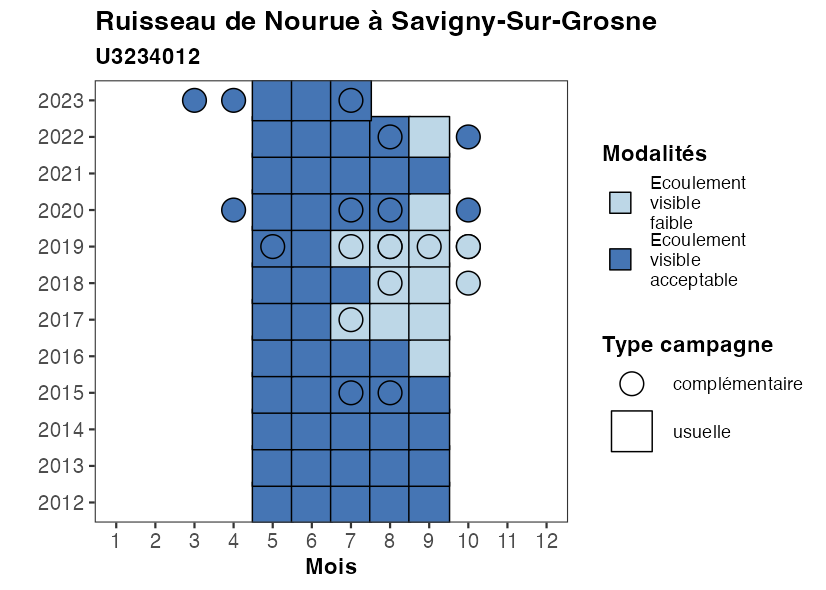 Ruisseau de Nourue à Savigny-Sur-Grosne
U3234012
2023
2022
2021
2020
2019
2018
2017
2016
2015
2014
2013
2012
1 2 3 4 5 6 7 8 9 10 11 12
Mois
Modalités
Ecoulement
visible
faible
Ecoulement
visible
acceptable
Type campagne
complémentaire
usuelle